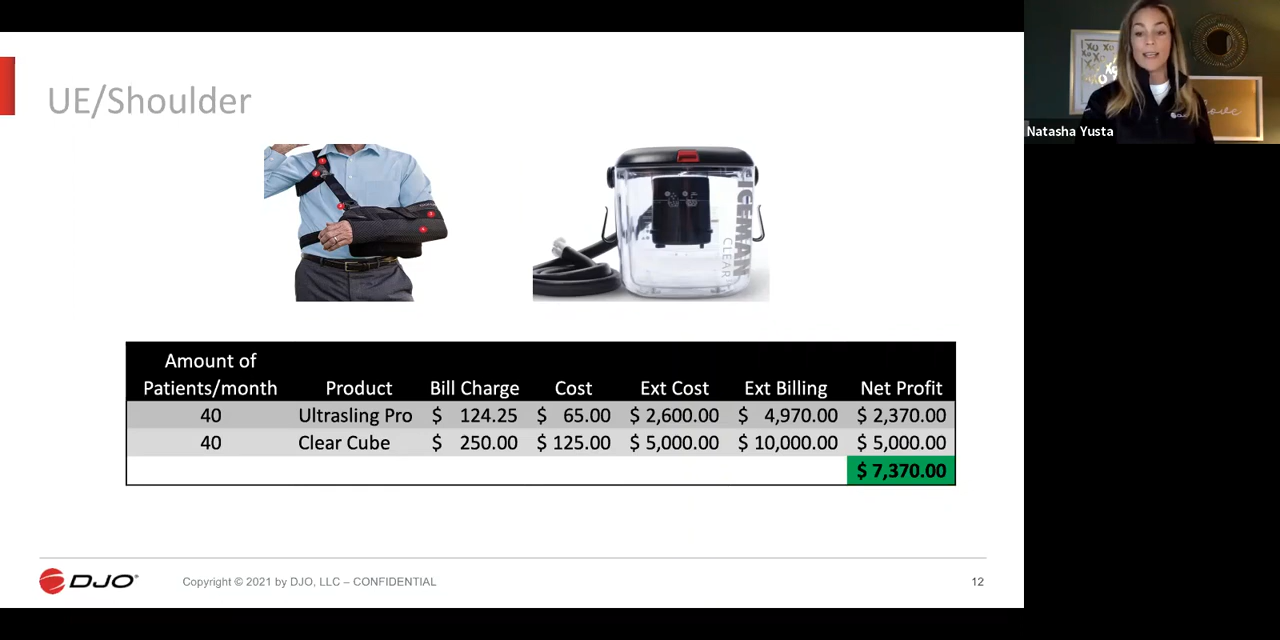 UE/Shoulder
ICEMAN
CLEAR
Amount of
Patients/month Product Bill Charge Cost Ext Cost Ext Billing Net Profit
40 Ultrasling Pro $ 124.25 $ 65.00 $ 2,600.00 $ 4,970.00 $ 2,370.00
40 Clear Cube $ 250.00 $ 125.00 $ 5,000.00 $ 10,000.00 $ 5,000.00
$ 7,370.00
DJO®
Copyright © 2021 by DJO, LLC – CONFIDENTIAL
12
Natasha Yusta
love